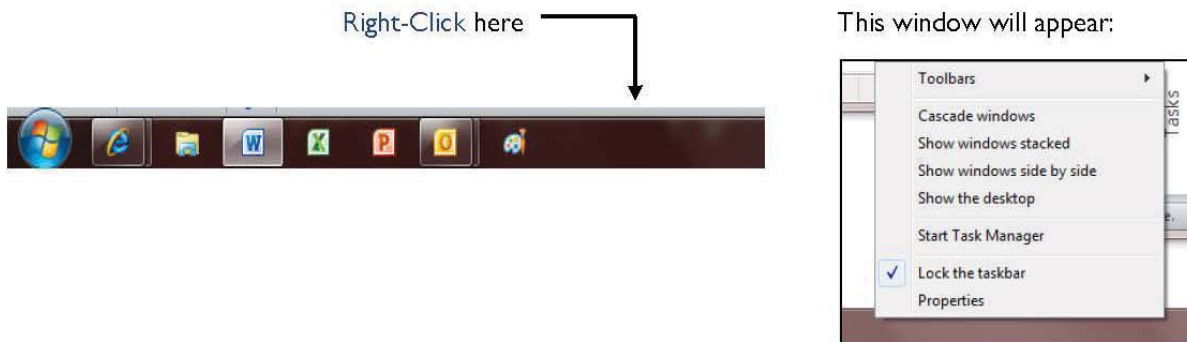 Right-Click here
This window will appear:
Toolbars
Cascade windows
Show windows stacked
Show windows side by side
Show the desktop
Start Task Manager
Lock the taskbar
Properties
Tasks
e.
W
X
P
O